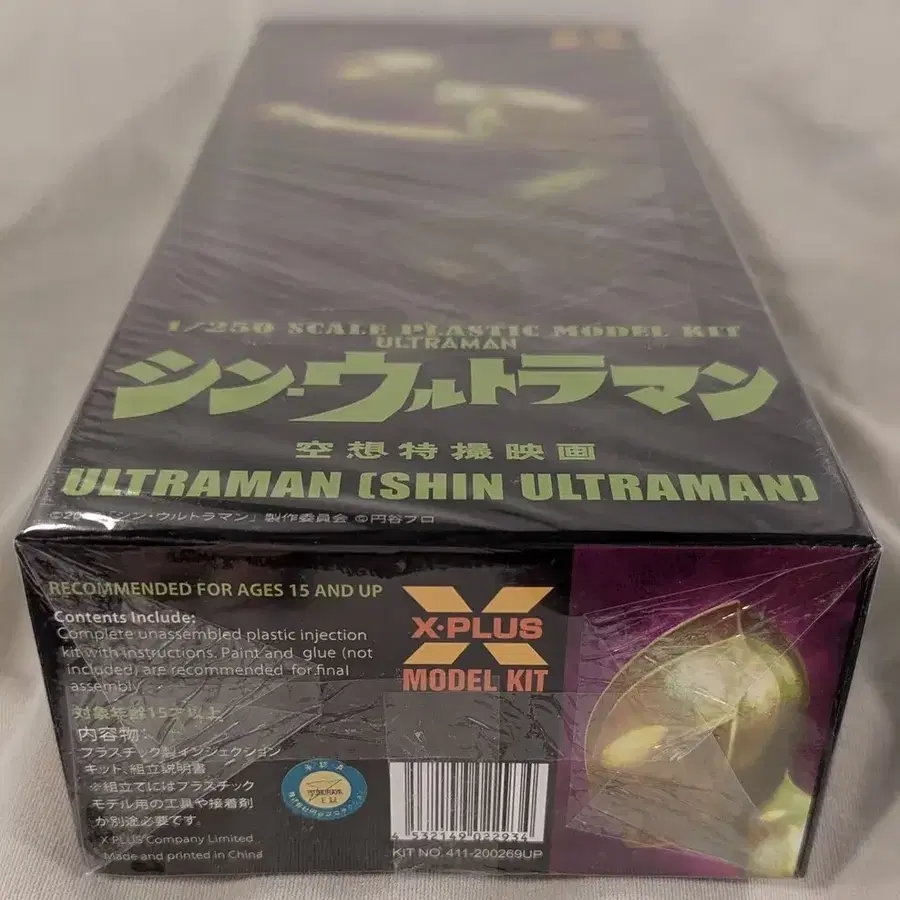 1/250 SCALE PLASTIC MODEL KIT
ULTRAMAN
シン・ウルトラマン
空想特撮映画
ULTRAMAN (SHIN ULTRAMAN)
「シン・ウルトラマン」製作委員会 ©円谷プロ
RECOMMENDED FOR AGES 15 AND UP
Contents Include:
Complete unassembled plastic injection
kit with instructions. Paint and glue (not
included) are recommended for final
assembly
対象年齢15才以上
内容物:
プラスチック製インジェクション
キット、組立説明書
※組立てにはプラスチック
モデル用の工具や接着剤
が別途必要です。
X PLUS Company Limited
Made and printed in China
X·PLUS
MODEL KIT
4 532149 022934
KIT NO. 411-200269UP